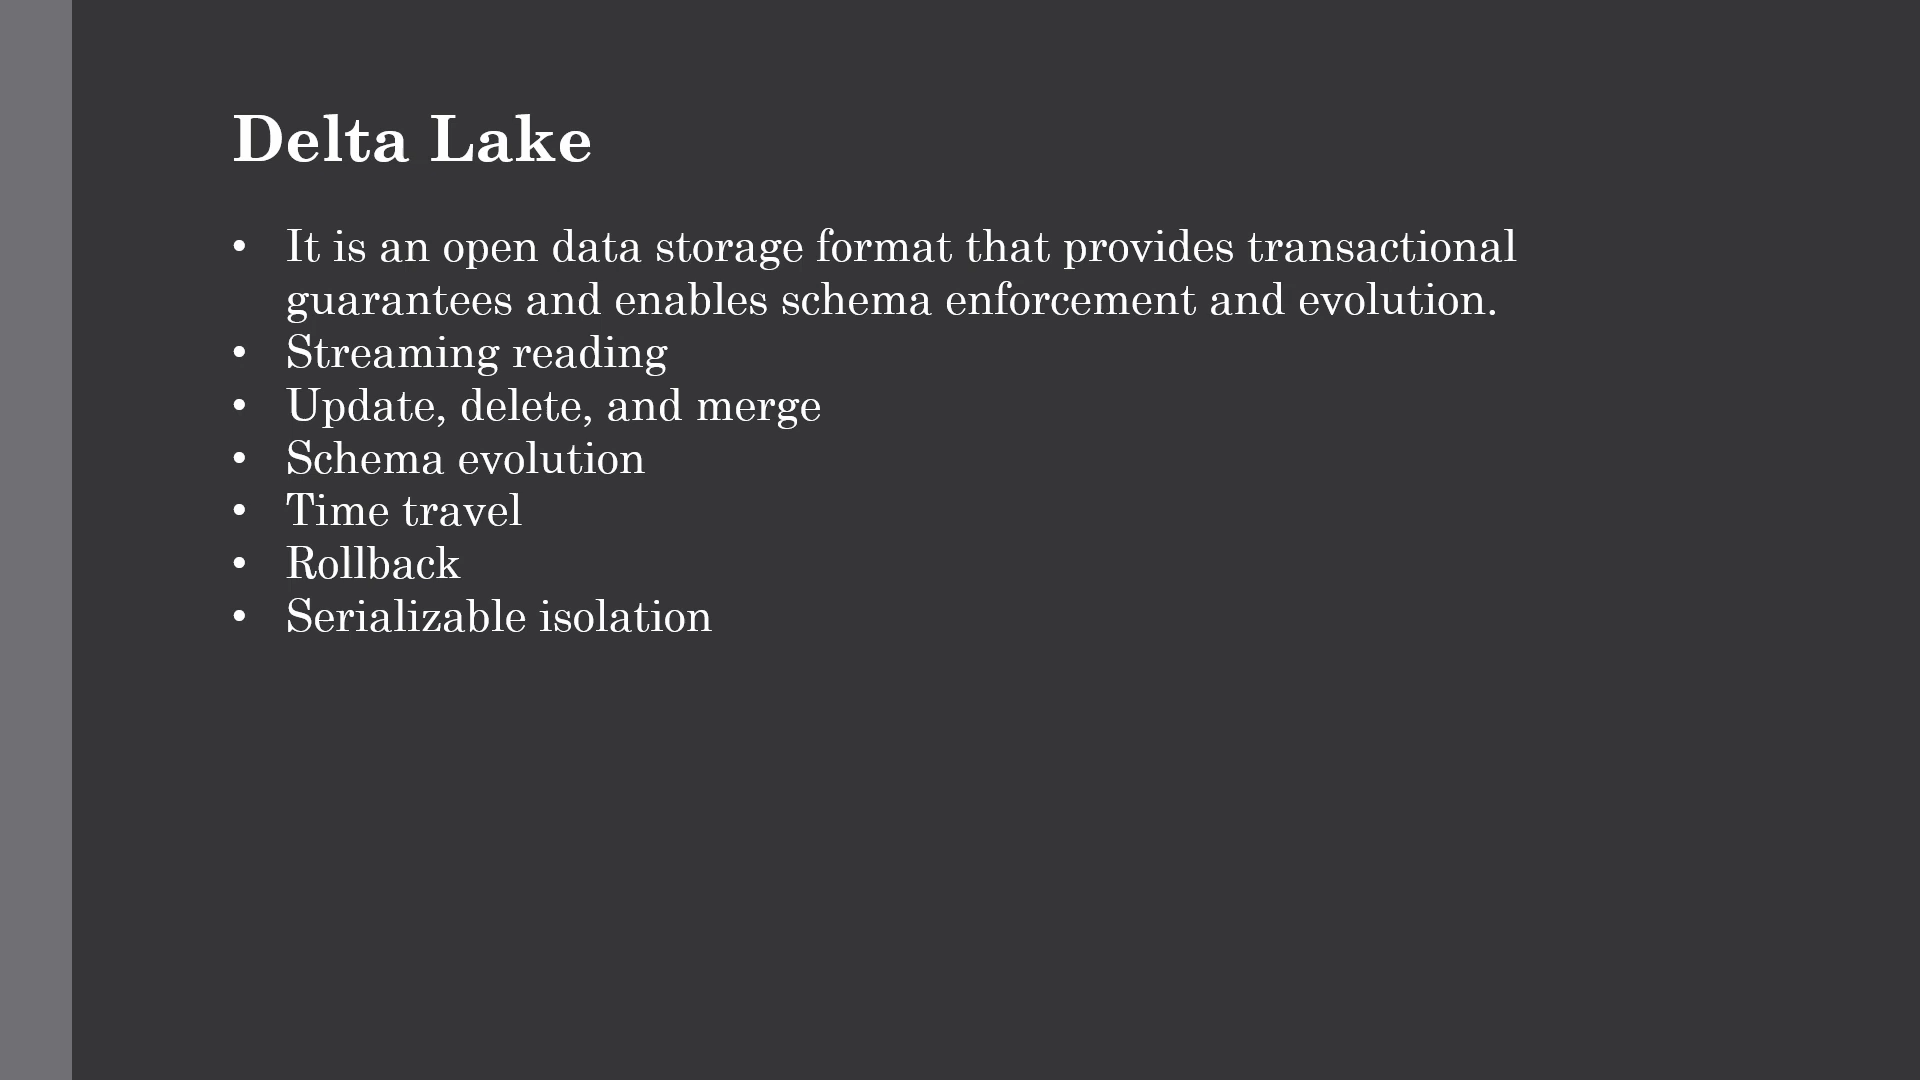 Delta Lake
• It is an open data storage format that provides transactional
guarantees and enables schema enforcement and evolution.
• Streaming reading
• Update, delete, and merge
• Schema evolution
• Time travel
• Rollback
• Serializable isolation